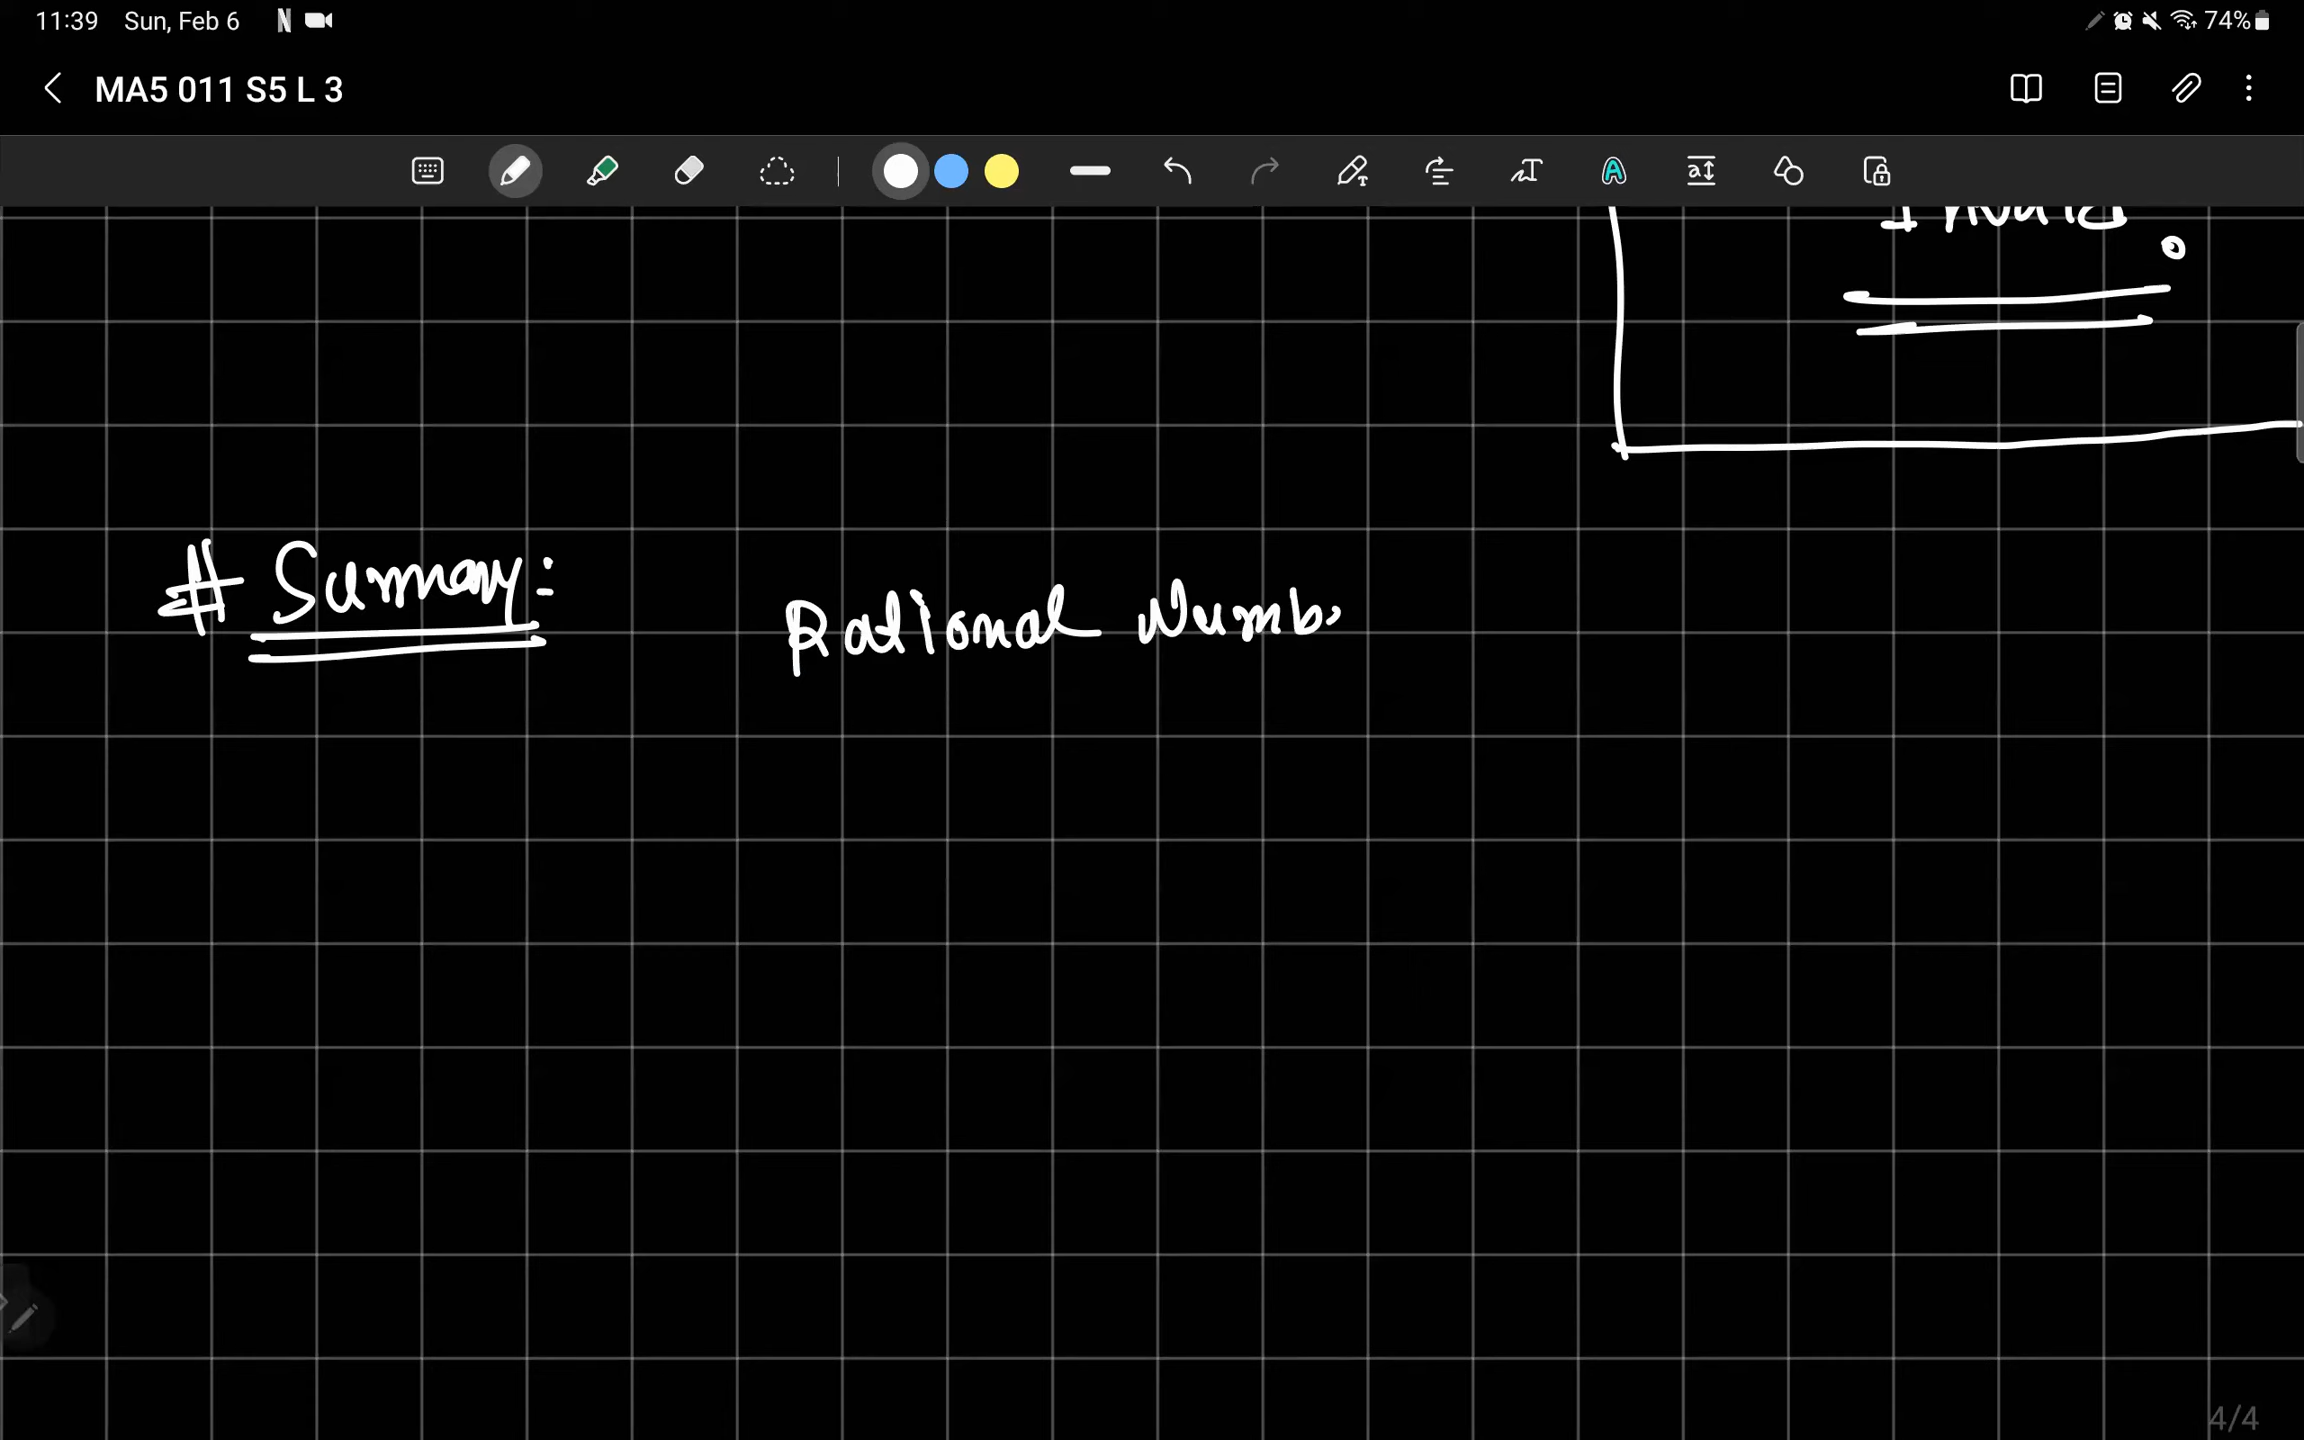 11:39 Sun, Feb 6 N 74%
MA5 011 S5 L 3
# Summary:
Rational Numb
4/4